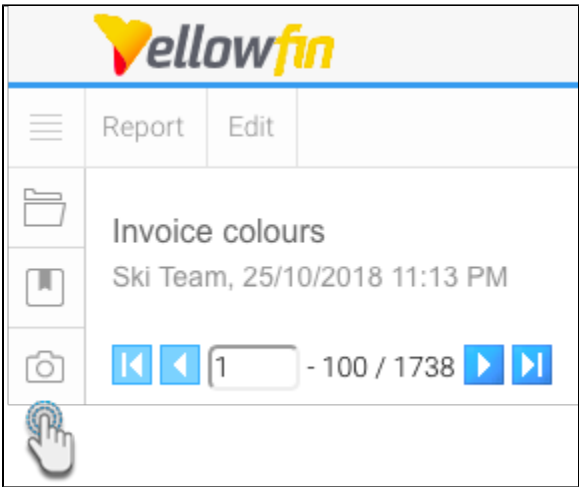 Yellowfin
Report Edit
Invoice colours
Ski Team, 25/10/2018 11:13 PM
1 - 100 / 1738